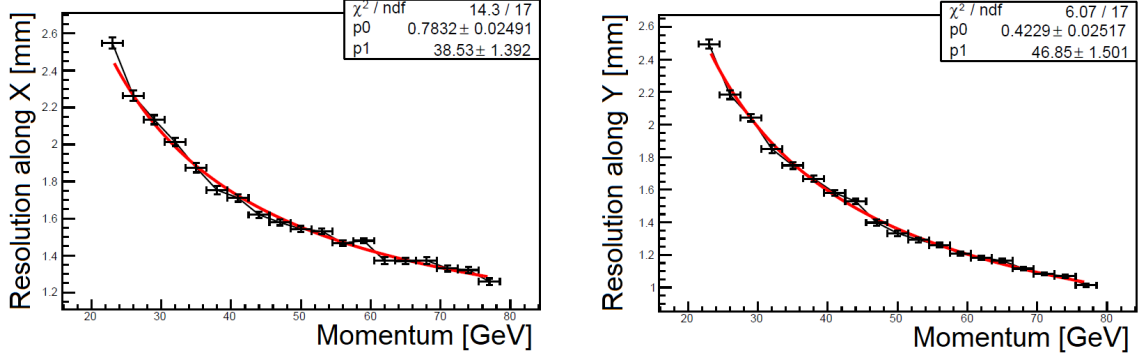 χ² / ndf 14.3 / 17
p0 0.7832 ± 0.02491
p1 38.53 ± 1.392
Resolution along X [mm]
2.6
2.4
2.2
2
1.8
1.6
1.4
1.2
20 30 40 50 60 70 80
Momentum [GeV]
χ² / ndf 6.07 / 17
p0 0.4229 ± 0.02517
p1 46.85 ± 1.501
Resolution along Y [mm]
2.6
2.4
2.2
2
1.8
1.6
1.4
1.2
1
20 30 40 50 60 70 80
Momentum [GeV]